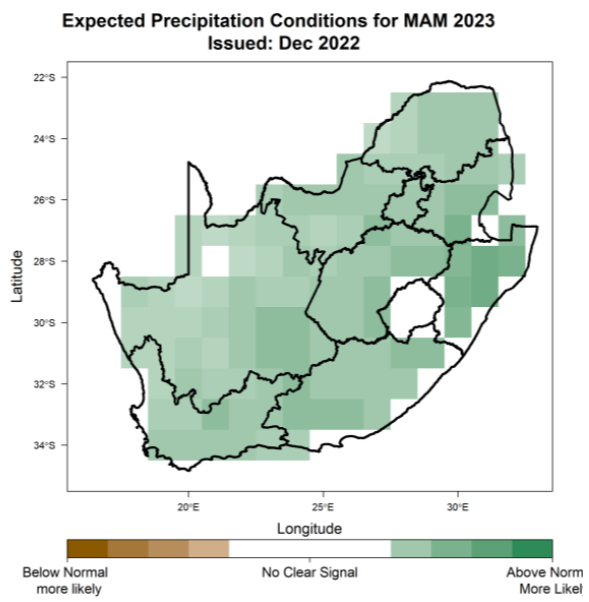 Expected Precipitation Conditions for MAM 2023
Issued: Dec 2022
22°S
24°S
26°S
28°S
30°S
32°S
34°S
Latitude
20°E 25°E 30°E
Longitude
Below Normal No Clear Signal Above Norm
more likely More Likel